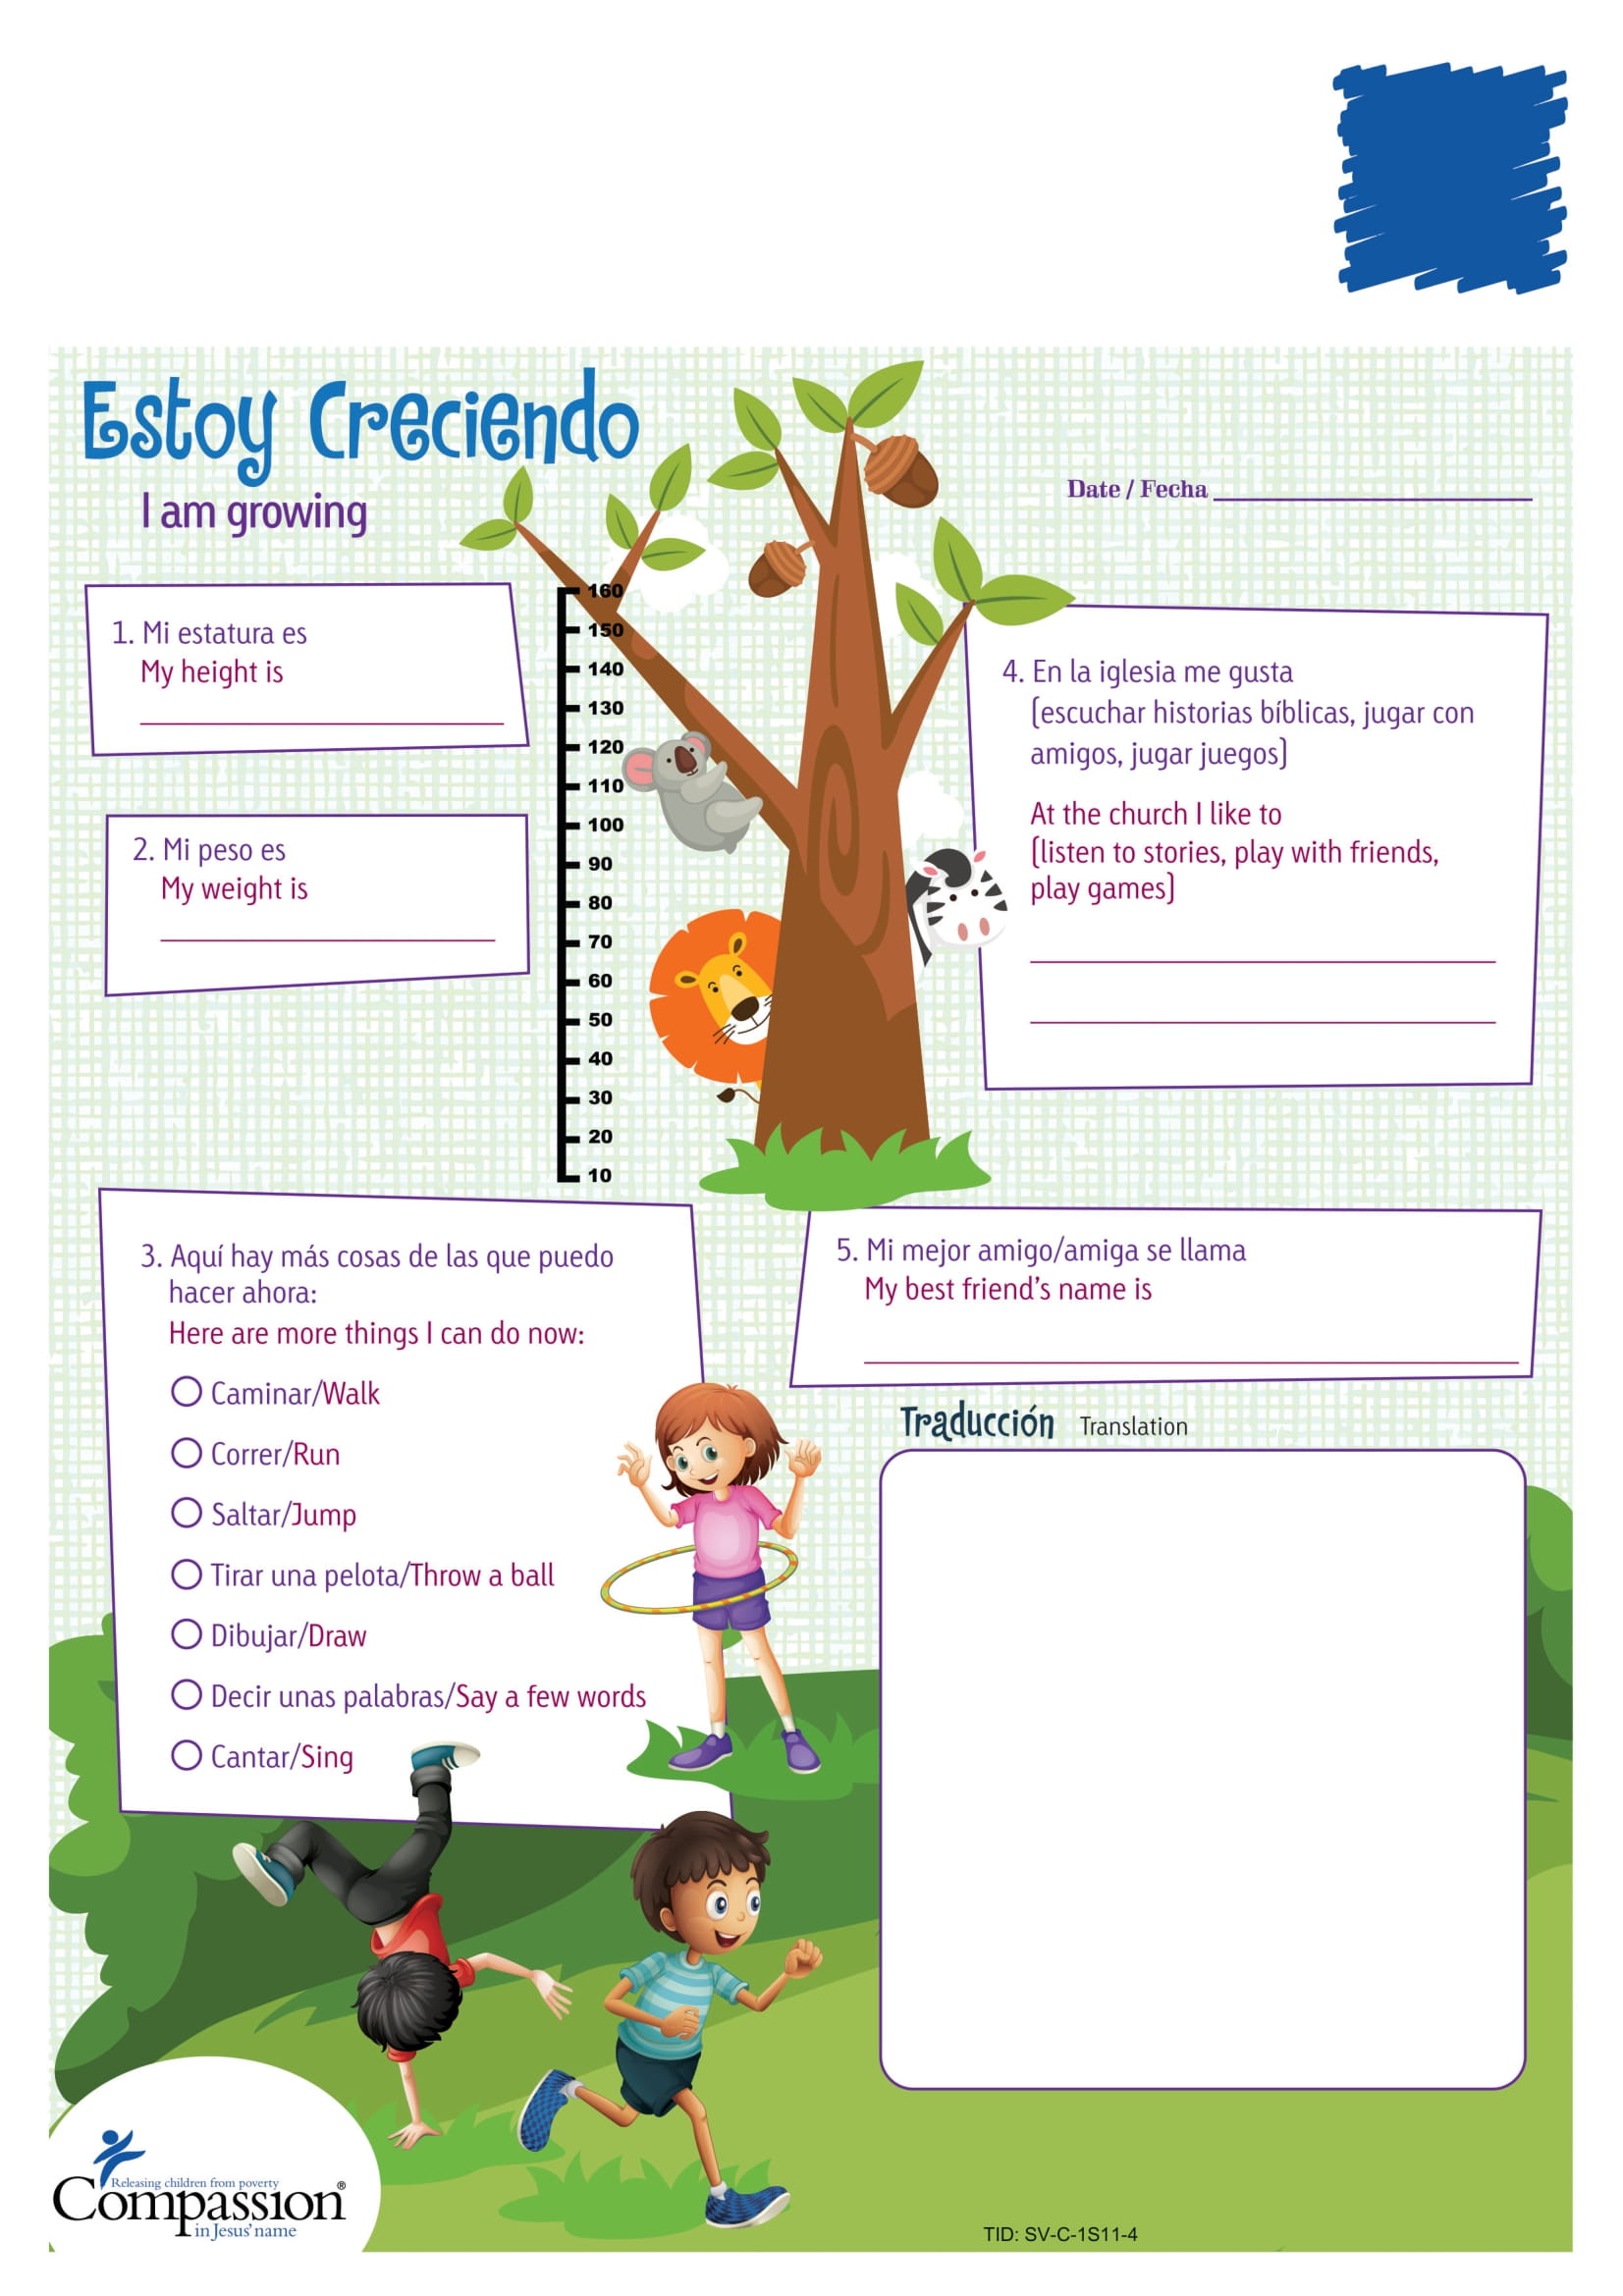 Estoy Creciendo
I am growing
Date / Fecha
1. Mi estatura es
My height is
2. Mi peso es
My weight is
160
150
140
130
120
110
100
90
80
70
60
50
40
30
20
10
4. En la iglesia me gusta
(escuchar historias bíblicas, jugar con
amigos, jugar juegos)
At the church I like to
(listen to stories, play with friends,
play games)
3. Aquí hay más cosas de las que puedo
hacer ahora:
Here are more things I can do now:
Caminar/Walk
Correr/Run
Saltar/Jump
Tirar una pelota/Throw a ball
Dibujar/Draw
Decir unas palabras/Say a few words
Cantar/Sing
5. Mi mejor amigo/amiga se llama
My best friend's name is
Traducción Translation
Releasing children from poverty
Compassion®
in Jesus' name
TID: SV-C-1S11-4